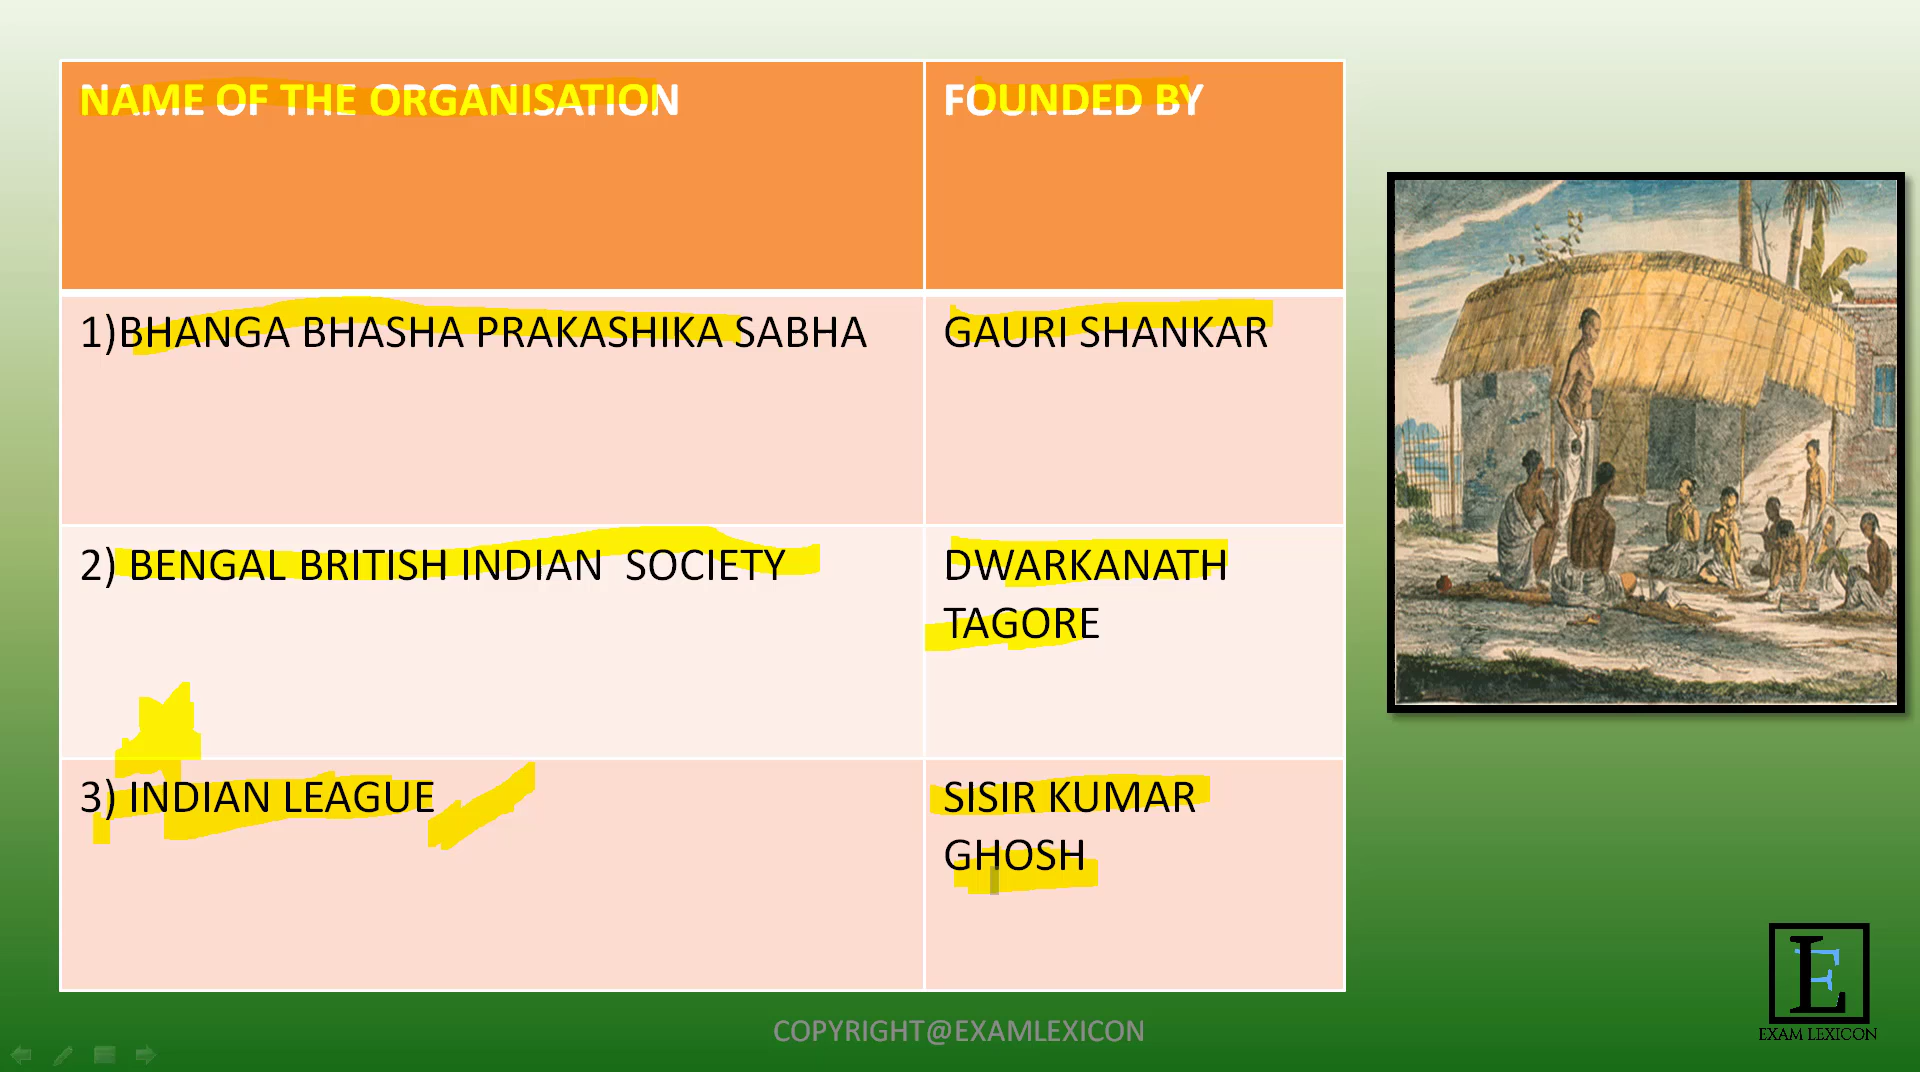 NAME OF THE ORGANISATION
FOUNDED BY
1)BHANGA BHASHA PRAKASHIKA SABHA
GAURI SHANKAR
2) BENGAL BRITISH INDIAN SOCIETY
DWARKANATH
TAGORE
3) INDIAN LEAGUE
SISIR KUMAR
GHOSH
COPYRIGHT@EXAMLEXICON
LE
EXAM LEXICON